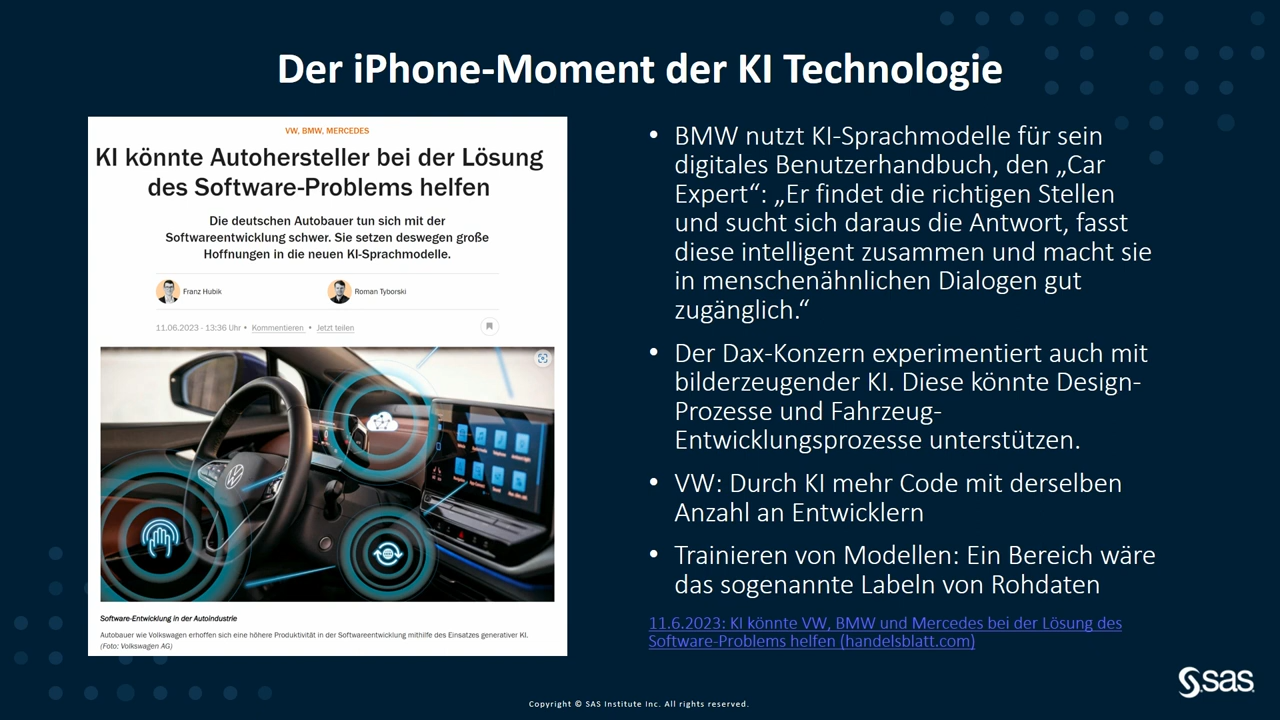 Der iPhone-Moment der KI Technologie
VW, BMW, MERCEDES
KI könnte Autohersteller bei der Lösung
des Software-Problems helfen
Die deutschen Autobauer tun sich mit der
Softwareentwicklung schwer. Sie setzen deswegen große
Hoffnungen in die neuen KI-Sprachmodelle.
Franz Hubik
Roman Tyborski
11.06.2023 - 13:36 Uhr • Kommentieren • Jetzt teilen
Software-Entwicklung in der Autoindustrie
Autobauer wie Volkswagen erhoffen sich eine höhere Produktivität in der Softwareentwicklung mithilfe des Einsatzes generativer KI.
(Foto: Volkswagen AG)
• BMW nutzt KI-Sprachmodelle für sein
digitales Benutzerhandbuch, den „Car
Expert“: „Er findet die richtigen Stellen
und sucht sich daraus die Antwort, fasst
diese intelligent zusammen und macht sie
in menschenähnlichen Dialogen gut
zugänglich.“
• Der Dax-Konzern experimentiert auch mit
bilderzeugender KI. Diese könnte Design-
Prozesse und Fahrzeug-
Entwicklungsprozesse unterstützen.
• VW: Durch KI mehr Code mit derselben
Anzahl an Entwicklern
• Trainieren von Modellen: Ein Bereich wäre
das sogenannte Labeln von Rohdaten
11.6.2023: KI könnte VW, BMW und Mercedes bei der Lösung des
Software-Problems helfen (handelsblatt.com)
sas
Copyright © SAS Institute Inc. All rights reserved.